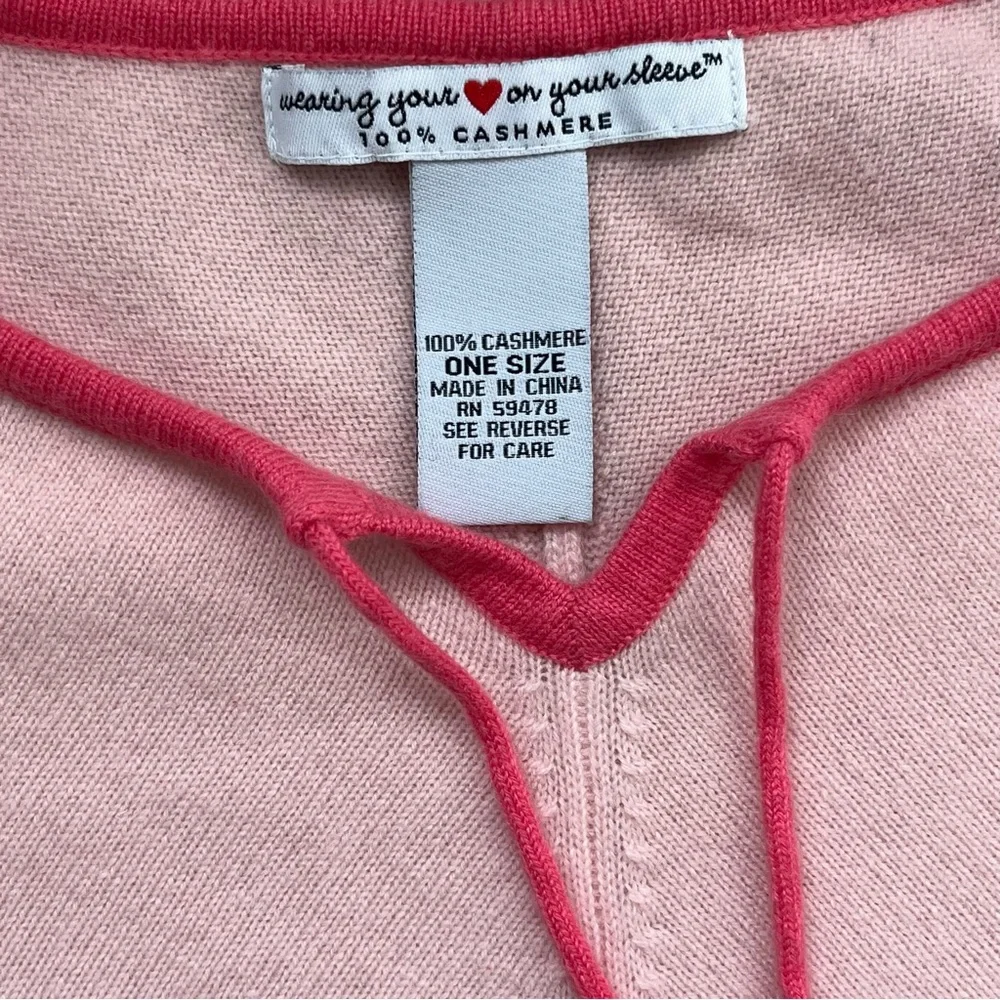 wearing your ❤ on your sleeve™
100% CASHMERE
100% CASHMERE
ONE SIZE
MADE IN CHINA
RN 59478
SEE REVERSE
FOR CARE